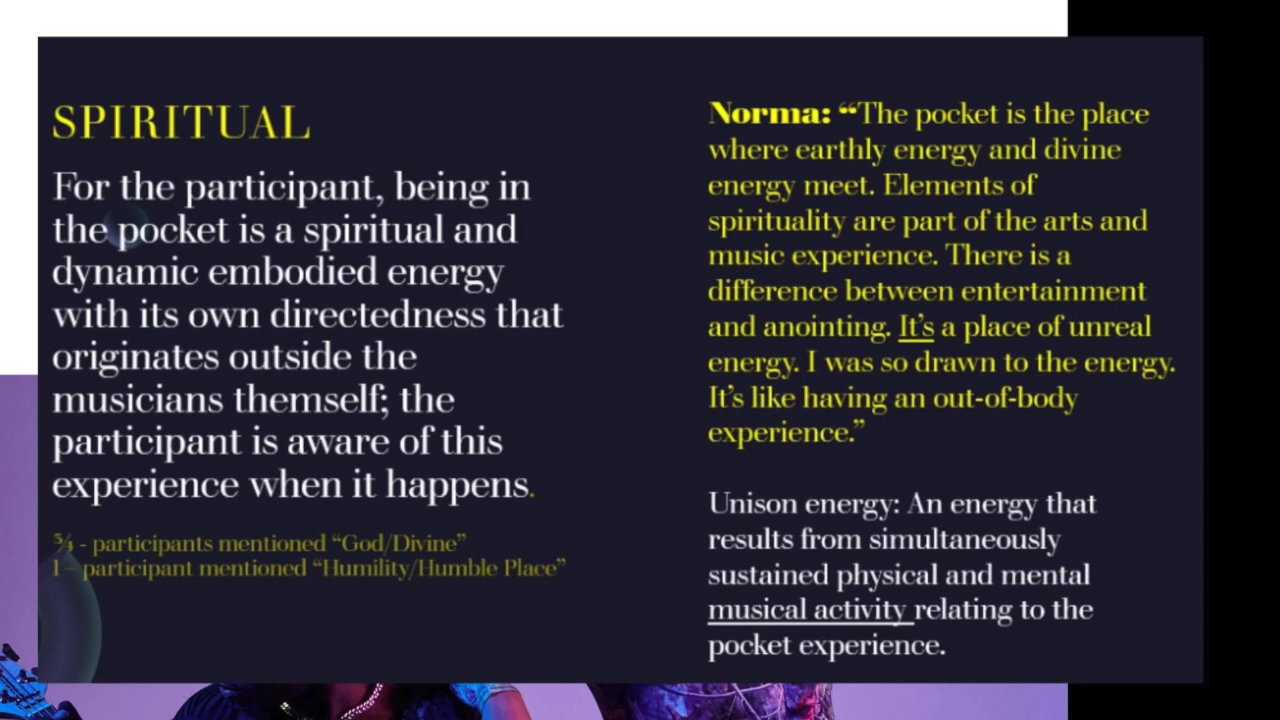 SPIRITUAL
For the participant, being in
the pocket is a spiritual and
dynamic embodied energy
with its own directedness that
originates outside the
musicians themself; the
participant is aware of this
experience when it happens.
¾ - participants mentioned “God/Divine”
1 – participant mentioned “Humility/Humble Place”
Norma: “The pocket is the place
where earthly energy and divine
energy meet. Elements of
spirituality are part of the arts and
music experience. There is a
difference between entertainment
and anointing. It’s a place of unreal
energy. I was so drawn to the energy.
It’s like having an out-of-body
experience.”
Unison energy: An energy that
results from simultaneously
sustained physical and mental
musical activity relating to the
pocket experience.